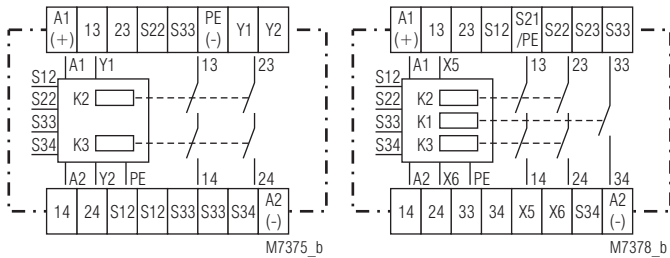 A1 (+) 13 23 S22 S33 PE (-) Y1 Y2
A1 Y1 13 23
S12
S22
S33
S34
K2
K3
A2 Y2 PE 14 24
14 24 S12 S12 S33 S33 S34 A2 (-)
M7375_b
A1 (+) 13 23 S12 S21 /PE S22 S23 S33
A1 X5 13 23 33
S12
S22
S33
S34
K2
K1
K3
A2 X6 PE 14 24 34
14 24 33 34 X5 X6 S34 A2 (-)
M7378_b